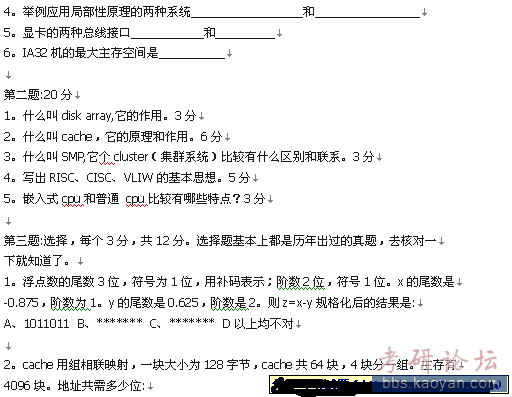 4。举例应用局部性原理的两种系统____________________和____________________
5。显卡的两种总线接口______________和____________
6。IA32 机的最大主存空间是____________
第二题:20 分
1。什么叫 disk array,它的作用。3 分
2。什么叫 cache，它的原理和作用。6 分
3。什么叫 SMP,它个 cluster（集群系统）比较有什么区别和联系。3 分
4。写出 RISC、CISC、VLIW 的基本思想。5 分
5。嵌入式 cpu 和普通 cpu 比较有哪些特点？3 分
第三题:选择，每个 3 分，共 12 分。选择题基本上都是历年出过的真题，去核对一
下就知道了。
1。浮点数的尾数 3 位，符号为 1 位，用补码表示；阶数 2 位，符号 1 位。x 的尾数是
-0.875，阶数为 1。y 的尾数是 0.625，阶数是 2。则 z=x-y 规格化后的结果是:
A、1011011 B、******* C、******* D 以上均不对
2。cache 用组相联映射，一块大小为 128 字节，cache 共 64 块，4 块分一组。主存有
4096 块。地址共需多少位:
考研论坛
bbs.kaoyan.com